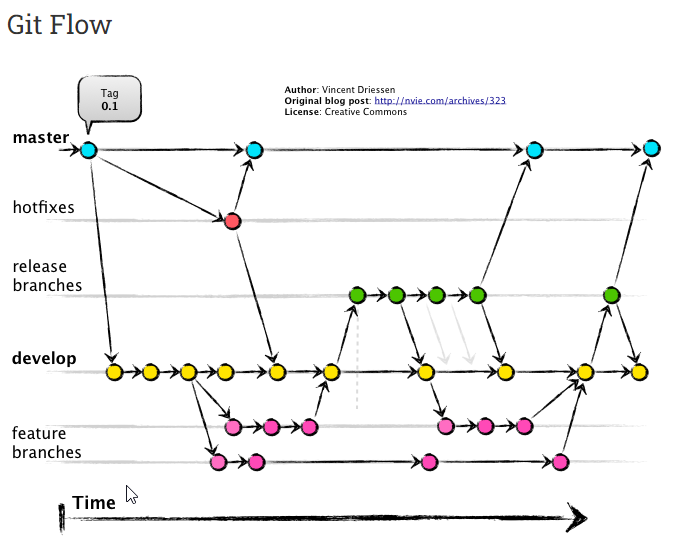 Git Flow
Tag
0.1
Author: Vincent Driessen
Original blog post: http://nvie.com/archives/323
License: Creative Commons
master
hotfixes
release
branches
develop
feature
branches
Time